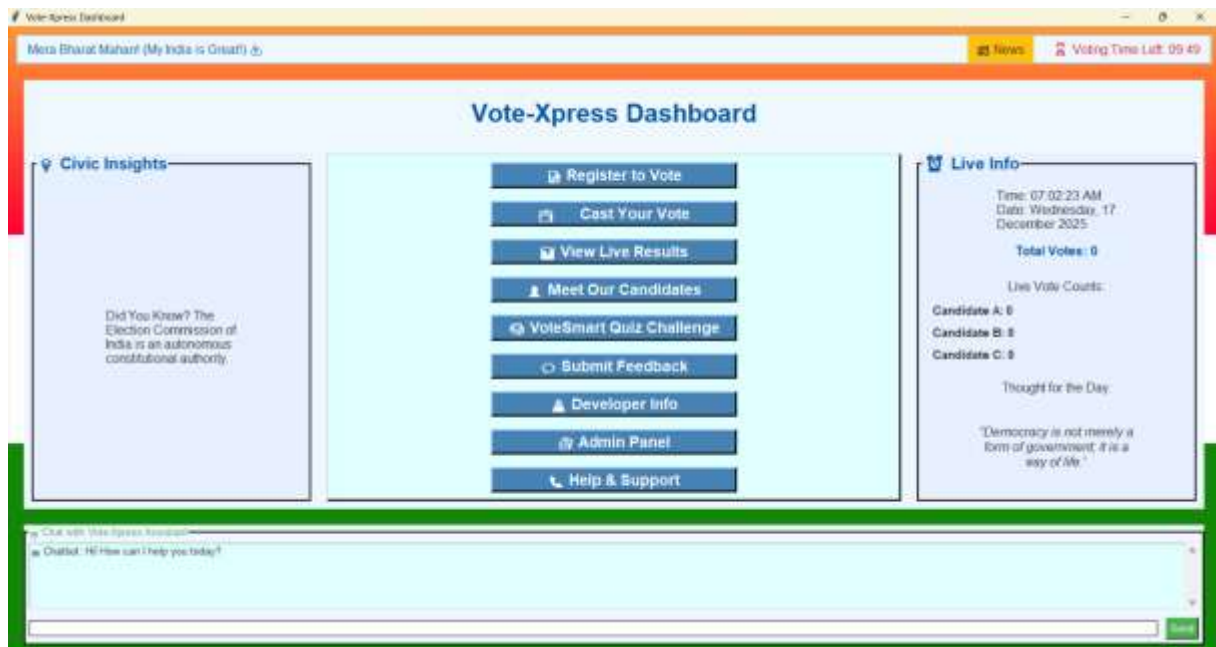 Vote-Xpress Dashboard
Mera Bharat Mahan! (My India is Great!)
News
Voting Time Left: 09:49
Vote-Xpress Dashboard
Civic Insights
Did You Know? The
Election Commission of
India is an autonomous
constitutional authority.
Register to Vote
Cast Your Vote
View Live Results
Meet Our Candidates
VoteSmart Quiz Challenge
Submit Feedback
Developer Info
Admin Panel
Help & Support
Live Info
Time: 07:02:23 AM
Date: Wednesday, 17
December 2025
Total Votes: 0
Live Vote Counts:
Candidate A: 0
Candidate B: 0
Candidate C: 0
Thought for the Day:
"Democracy is not merely a
form of government; it is a
way of life."
Chat with Vote-Xpress Assistant
Chatbot: Hi! How can I help you today?
Send